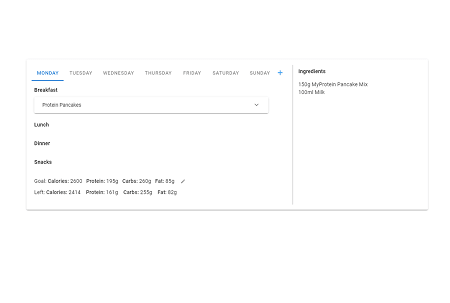 MONDAY TUESDAY WEDNESDAY THURSDAY FRIDAY SATURDAY SUNDAY +
Breakfast
Protein Pancakes
Lunch
Dinner
Snacks
Goal: Calories: 2600 Protein: 195g Carbs: 260g Fat: 85g
Left: Calories: 2414 Protein: 161g Carbs: 255g Fat: 82g
Ingredients
150g MyProtein Pancake Mix
100ml Milk